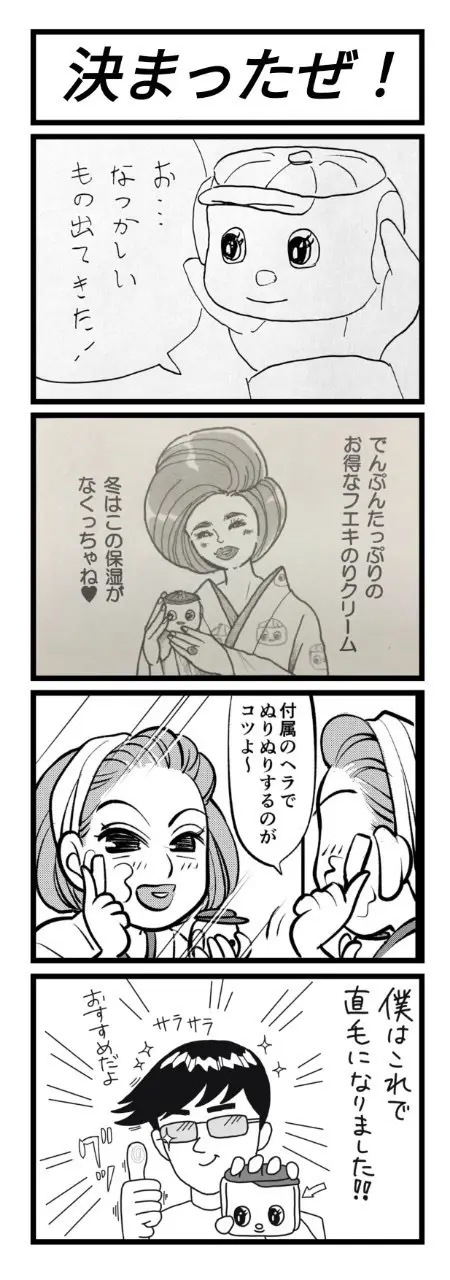 決まったぜ！
お…
なつかしい
もの出てきた！
でんぷんたっぷりの
お得なフエキのりクリーム
冬はこの保湿が
なくっちゃね♥
付属のヘラで
ぬりぬりするのが
コツよ～
僕はこれで
直毛になりました!!
サラサラ
おすすめだよ
グッ